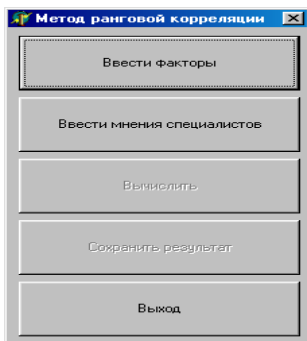 Метод ранговой корреляции
Ввести факторы
Ввести мнения специалистов
Вычислить
Сохранить результат
Выход